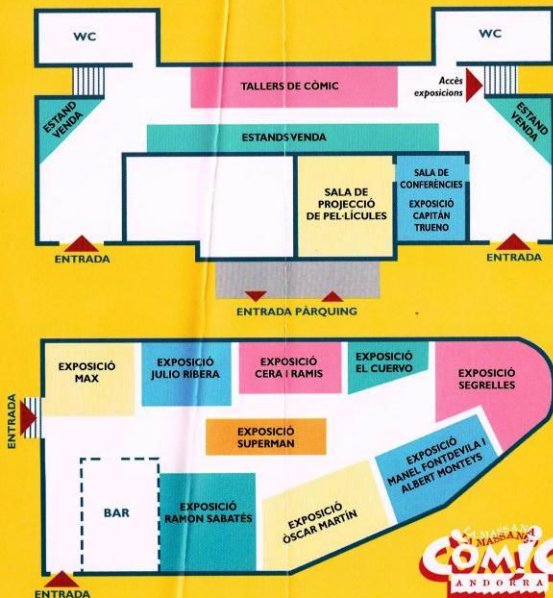 WC
WC
TALLERS DE CÒMIC
Accès
exposicions
ESTAND
VENDA
ESTAND
VENDA
ESTANDS VENDA
SALA DE
PROJECCIÓ
DE PEL·LÍCULES
SALA DE
CONFERÈNCIES
EXPOSICIÓ
CAPITÁN
TRUENO
ENTRADA
ENTRADA
ENTRADA PÀRQUING
EXPOSICIÓ
MAX
EXPOSICIÓ
JULIO RIBERA
EXPOSICIÓ
CERA I RAMIS
EXPOSICIÓ
EL CUERVO
EXPOSICIÓ
SEGRELLES
ENTRADA
EXPOSICIÓ
SUPERMAN
EXPOSICIÓ
MANEL FONTDEVILA I
ALBERT MONTEYS
BAR
EXPOSICIÓ
RAMON SABATÉS
EXPOSICIÓ
ÒSCAR MARTÍN
ENTRADA
LA MASSANA
CÒMIC
ANDORRA